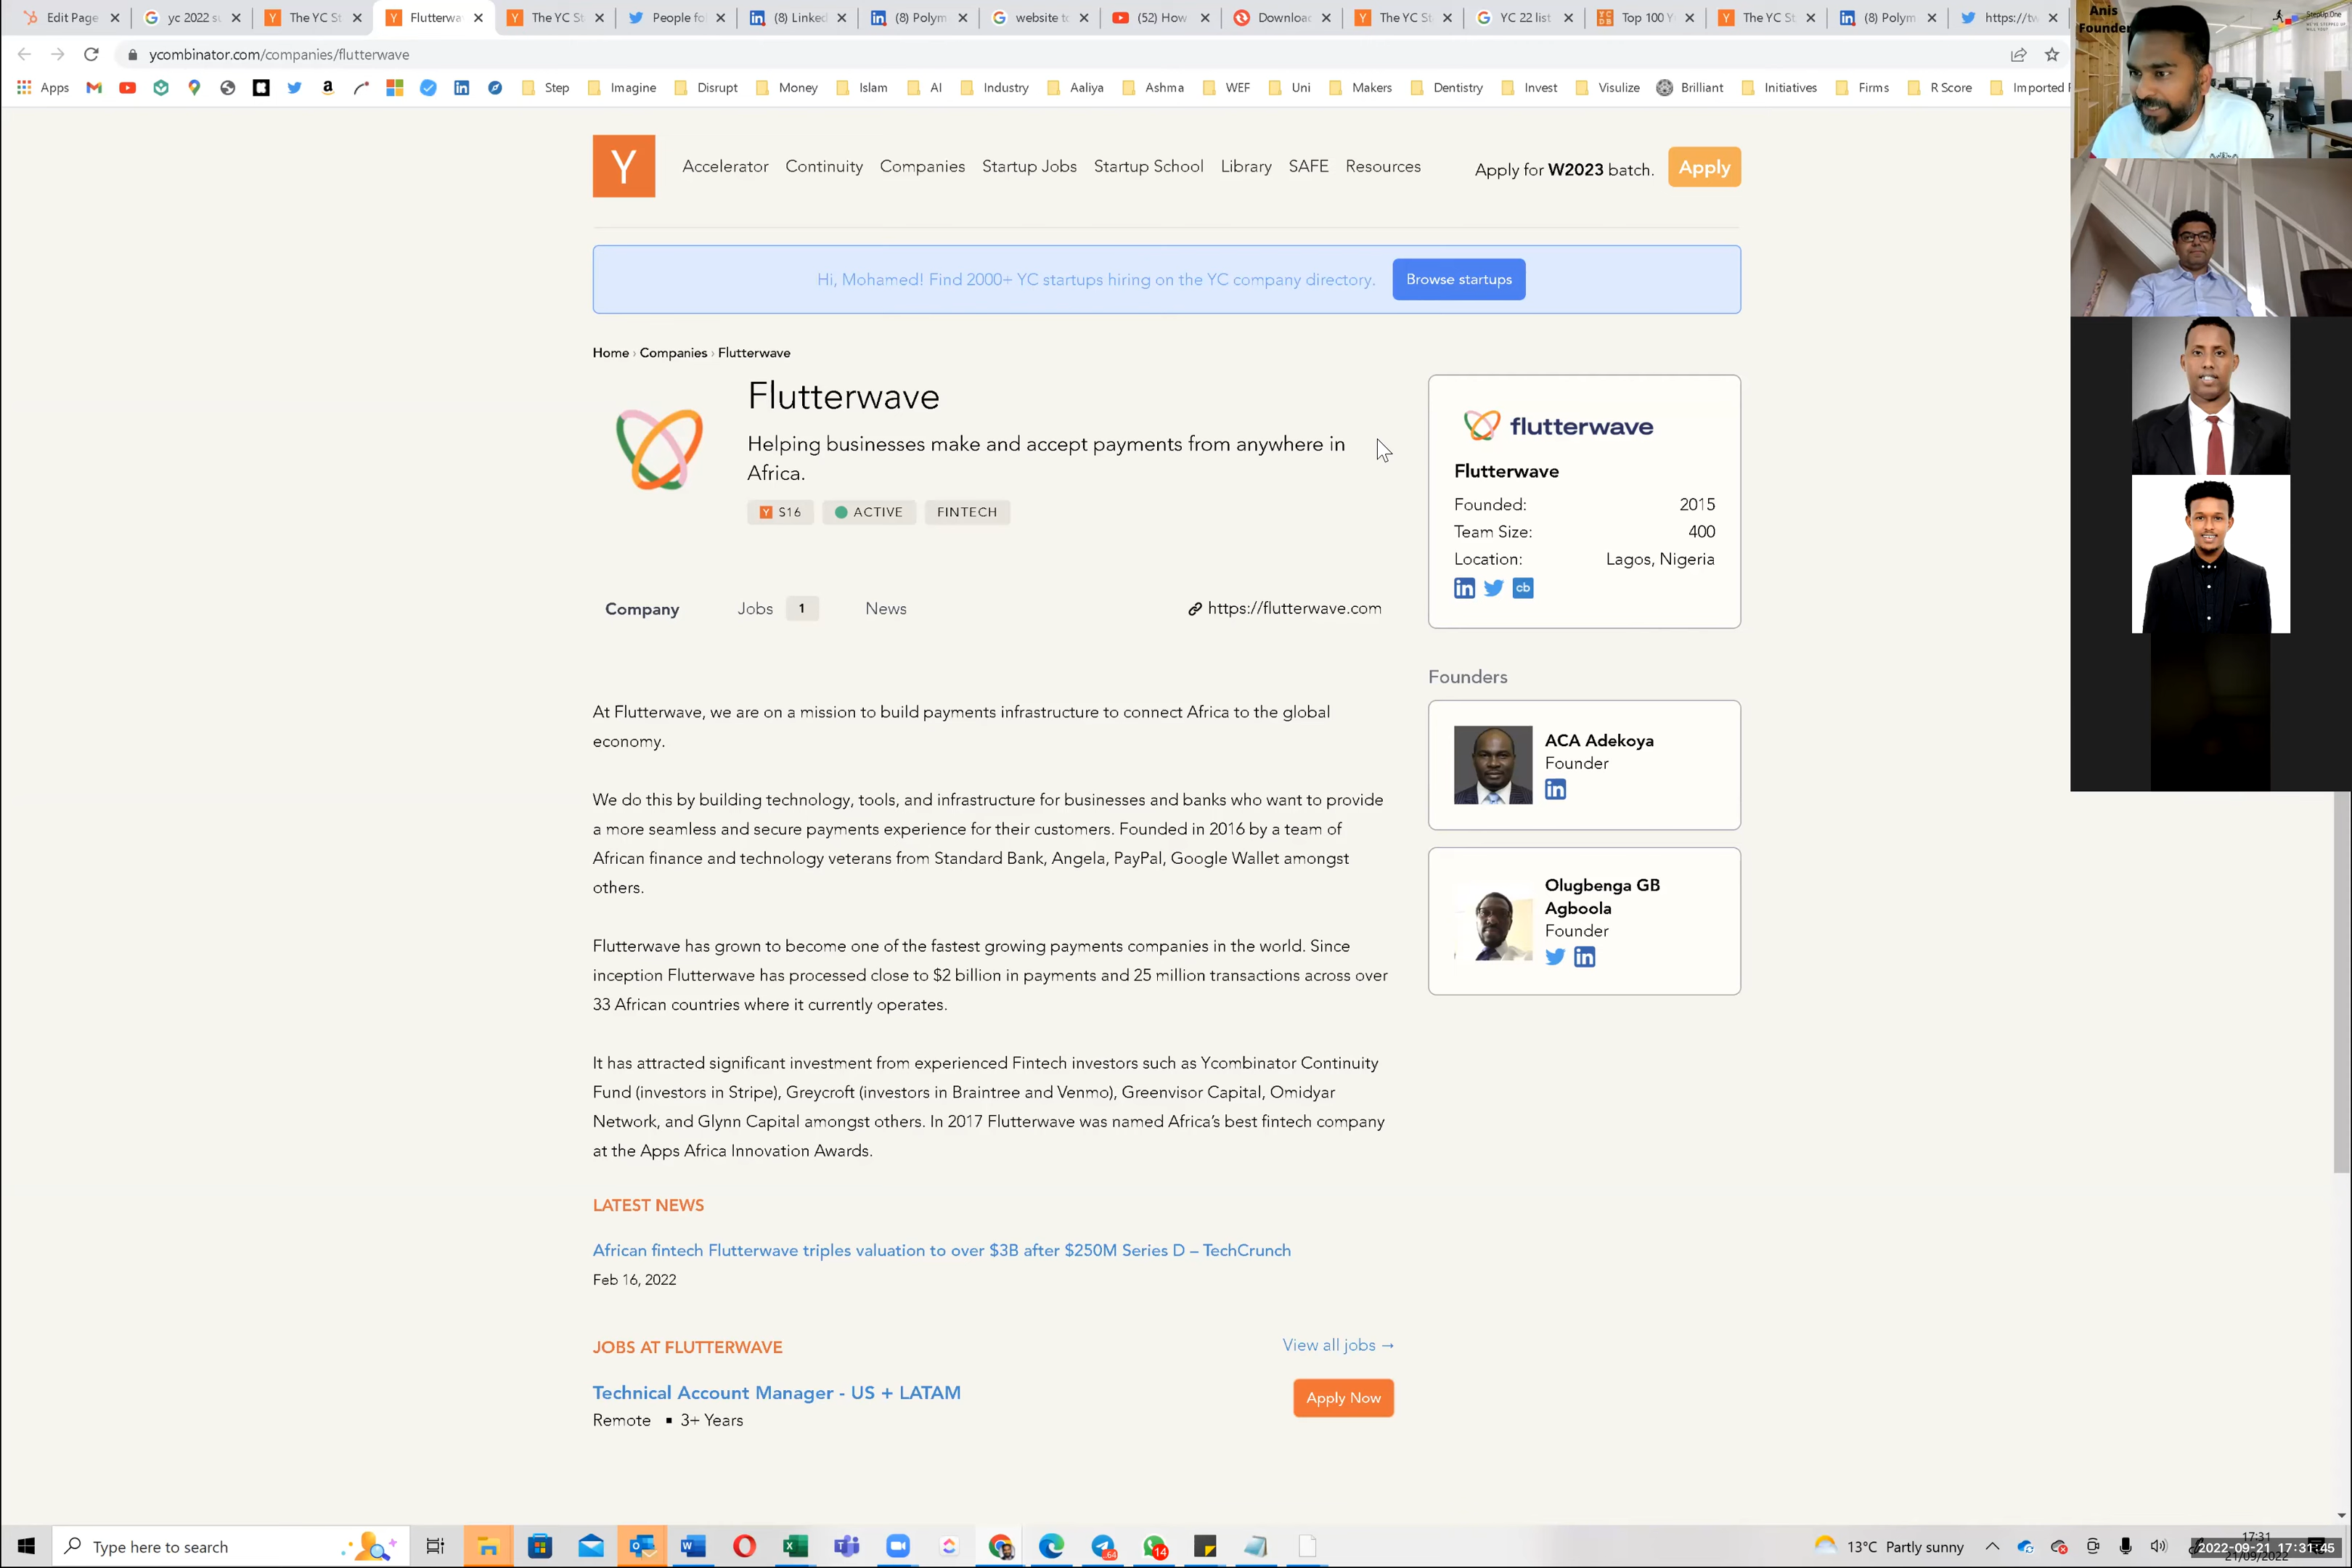 Edit Page
yc 2022 su
The YC St
Flutterwa
The YC St
People fo
(8) Linked
(8) Polym
website to
(52) How
Downloac
The YC St
YC 22 list
Top 100 Y
The YC St
(8) Polym
https://tw
ycombinator.com/companies/flutterwave
Apps
Step
Imagine
Disrupt
Money
Islam
AI
Industry
Aaliya
Ashma
WEF
Uni
Makers
Dentistry
Invest
Visulize
Brilliant
Initiatives
Firms
R Score
Imported
Anis
Founder
StepUp.One
Y
Accelerator Continuity Companies Startup Jobs Startup School Library SAFE Resources
Apply for W2023 batch.
Apply
Hi, Mohamed! Find 2000+ YC startups hiring on the YC company directory.
Browse startups
Home › Companies › Flutterwave
Flutterwave
Helping businesses make and accept payments from anywhere in
Africa.
Y S16
ACTIVE
FINTECH
Company
Jobs 1
News
https://flutterwave.com
flutterwave
Flutterwave
Founded: 2015
Team Size: 400
Location: Lagos, Nigeria
in
cb
At Flutterwave, we are on a mission to build payments infrastructure to connect Africa to the global
economy.
We do this by building technology, tools, and infrastructure for businesses and banks who want to provide
a more seamless and secure payments experience for their customers. Founded in 2016 by a team of
African finance and technology veterans from Standard Bank, Angela, PayPal, Google Wallet amongst
others.
Flutterwave has grown to become one of the fastest growing payments companies in the world. Since
inception Flutterwave has processed close to $2 billion in payments and 25 million transactions across over
33 African countries where it currently operates.
It has attracted significant investment from experienced Fintech investors such as Ycombinator Continuity
Fund (investors in Stripe), Greycroft (investors in Braintree and Venmo), Greenvisor Capital, Omidyar
Network, and Glynn Capital amongst others. In 2017 Flutterwave was named Africa's best fintech company
at the Apps Africa Innovation Awards.
Founders
ACA Adekoya
Founder
in
Olugbenga GB
Agboola
Founder
in
LATEST NEWS
African fintech Flutterwave triples valuation to over $3B after $250M Series D – TechCrunch
Feb 16, 2022
JOBS AT FLUTTERWAVE
View all jobs →
Technical Account Manager - US + LATAM
Remote ▪ 3+ Years
Apply Now
Type here to search
64
14
13°C Partly sunny
17:31
2022-09-21 17:31:45
21/09/2022